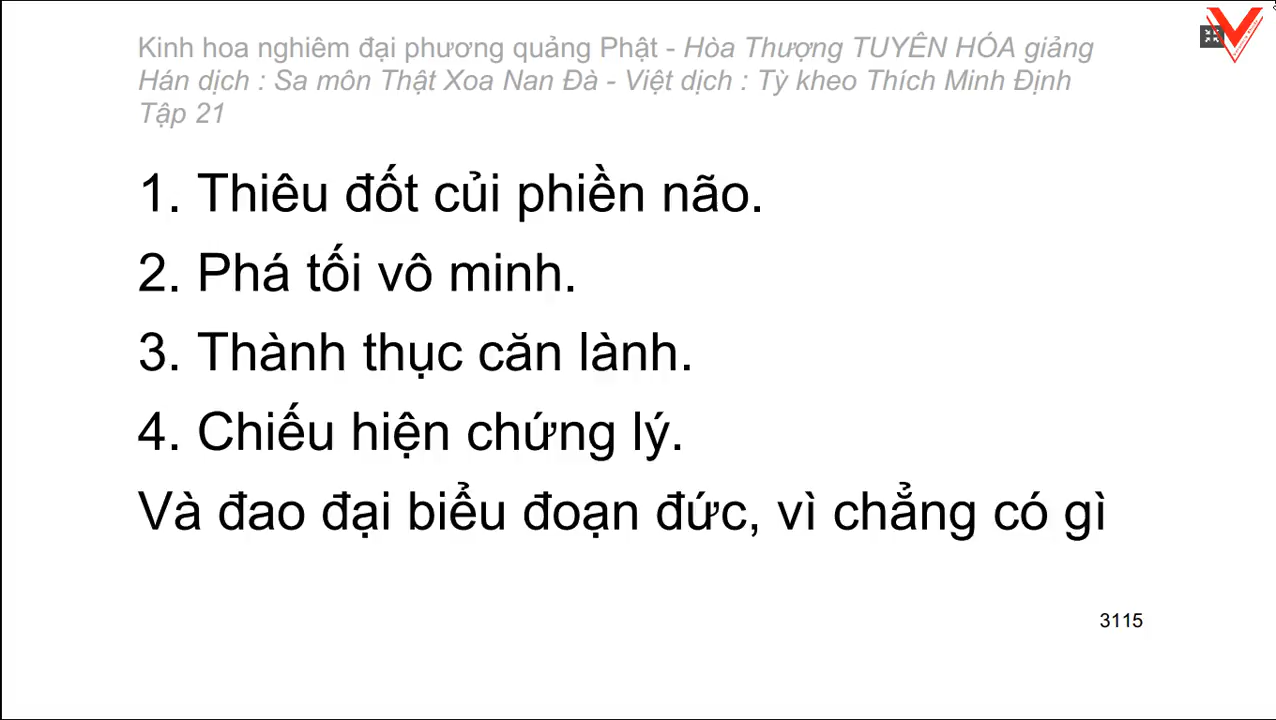 Kinh hoa nghiêm đại phương quảng Phật - Hòa Thượng TUYÊN HÓA giảng
Hán dịch : Sa môn Thật Xoa Nan Đà - Việt dịch : Tỳ kheo Thích Minh Định
Tập 21
1. Thiêu đốt củi phiền não.
2. Phá tối vô minh.
3. Thành thục căn lành.
4. Chiếu hiện chứng lý.
Và đao đại biểu đoạn đức, vì chẳng có gì
3115